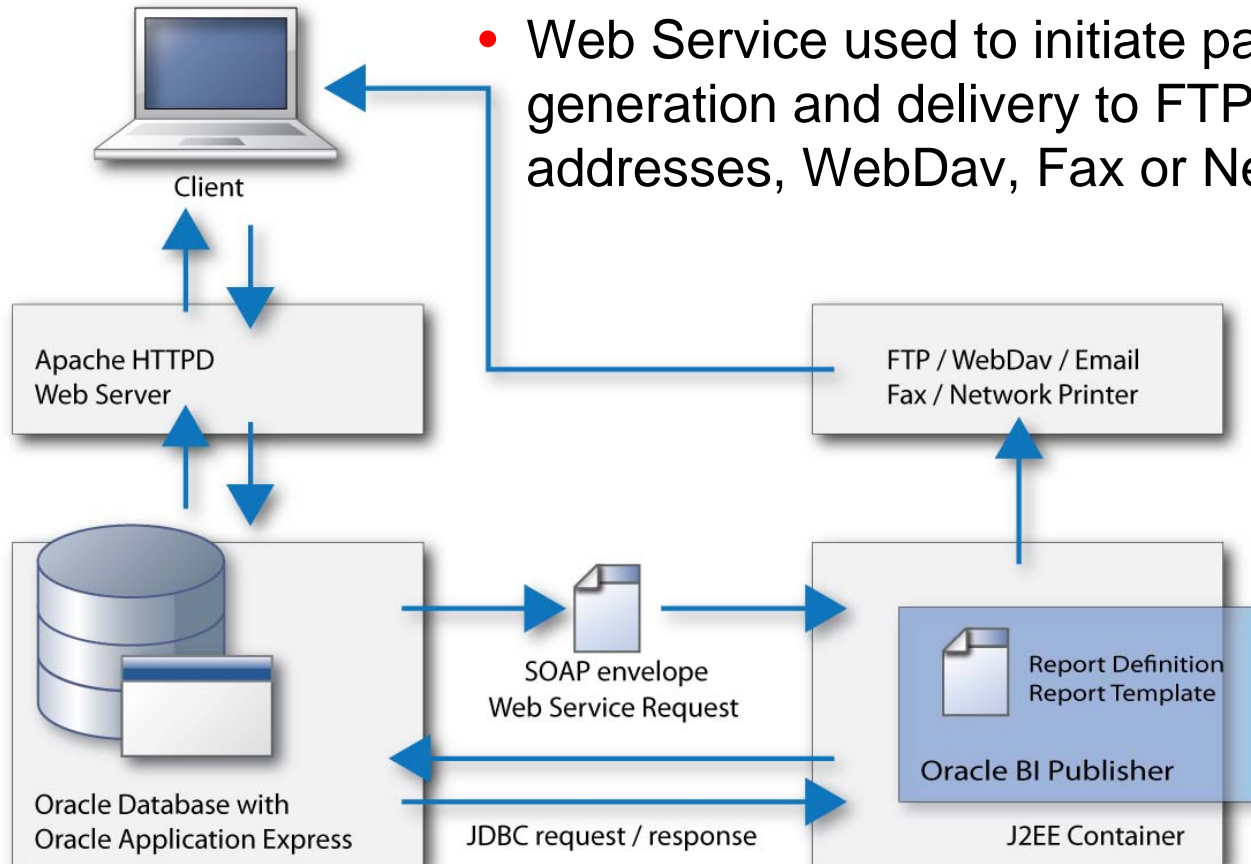 • Web Service used to initiate pa
generation and delivery to FTP
addresses, WebDav, Fax or Ne
Client
Apache HTTPD
Web Server
FTP / WebDav / Email
Fax / Network Printer
SOAP envelope
Web Service Request
Report Definition
Report Template
Oracle BI Publisher
Oracle Database with
Oracle Application Express
JDBC request / response
J2EE Container